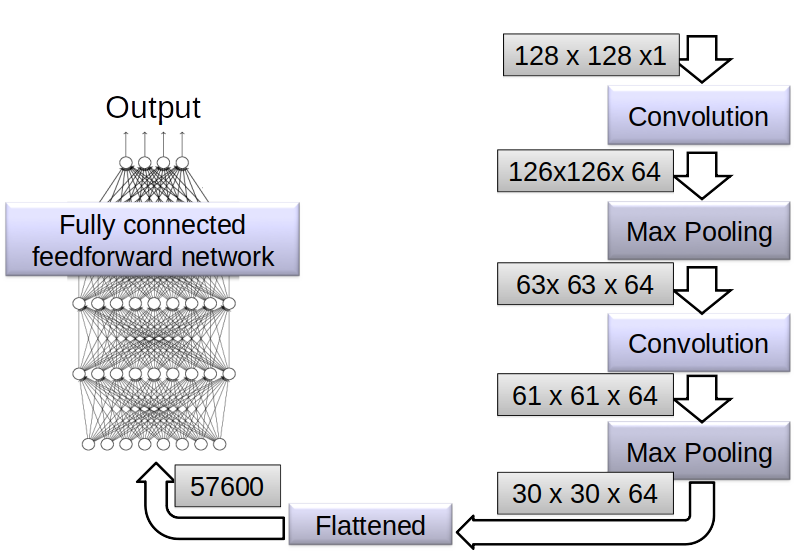 128 x 128 x1
Convolution
126x126x 64
Max Pooling
63x 63 x 64
Convolution
61 x 61 x 64
Max Pooling
30 x 30 x 64
Flattened
57600
Fully connected
feedforward network
Output